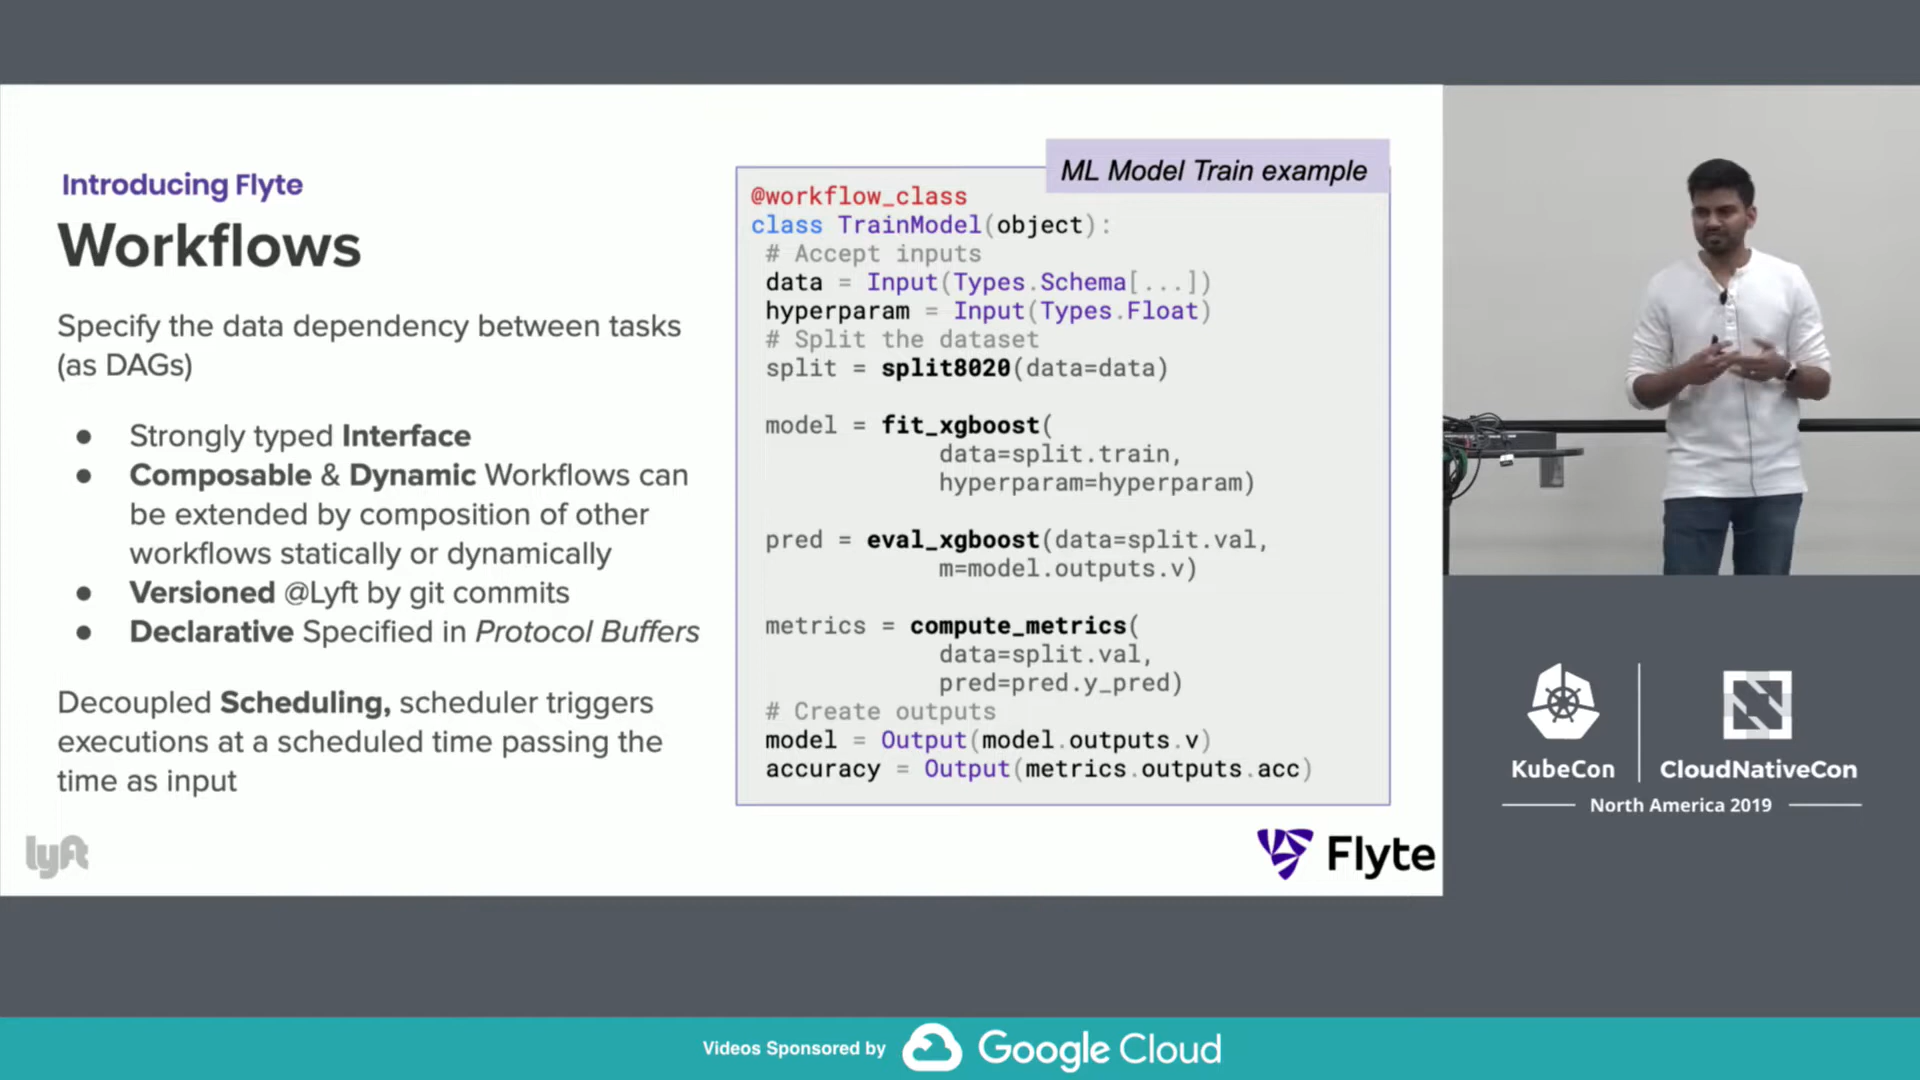 Introducing Flyte
Workflows
Specify the data dependency between tasks
(as DAGs)
● Strongly typed Interface
● Composable & Dynamic Workflows can
be extended by composition of other
workflows statically or dynamically
● Versioned @Lyft by git commits
● Declarative Specified in Protocol Buffers
Decoupled Scheduling, scheduler triggers
executions at a scheduled time passing the
time as input
lyft
ML Model Train example
@workflow_class
class TrainModel(object):
# Accept inputs
data = Input(Types.Schema[...])
hyperparam = Input(Types.Float)
# Split the dataset
split = split8020(data=data)
model = fit_xgboost(
data=split.train,
hyperparam=hyperparam)
pred = eval_xgboost(data=split.val,
m=model.outputs.v)
metrics = compute_metrics(
data=split.val,
pred=pred.y_pred)
# Create outputs
model = Output(model.outputs.v)
accuracy = Output(metrics.outputs.acc)
Flyte
KubeCon
CloudNativeCon
North America 2019
Videos Sponsored by
Google Cloud